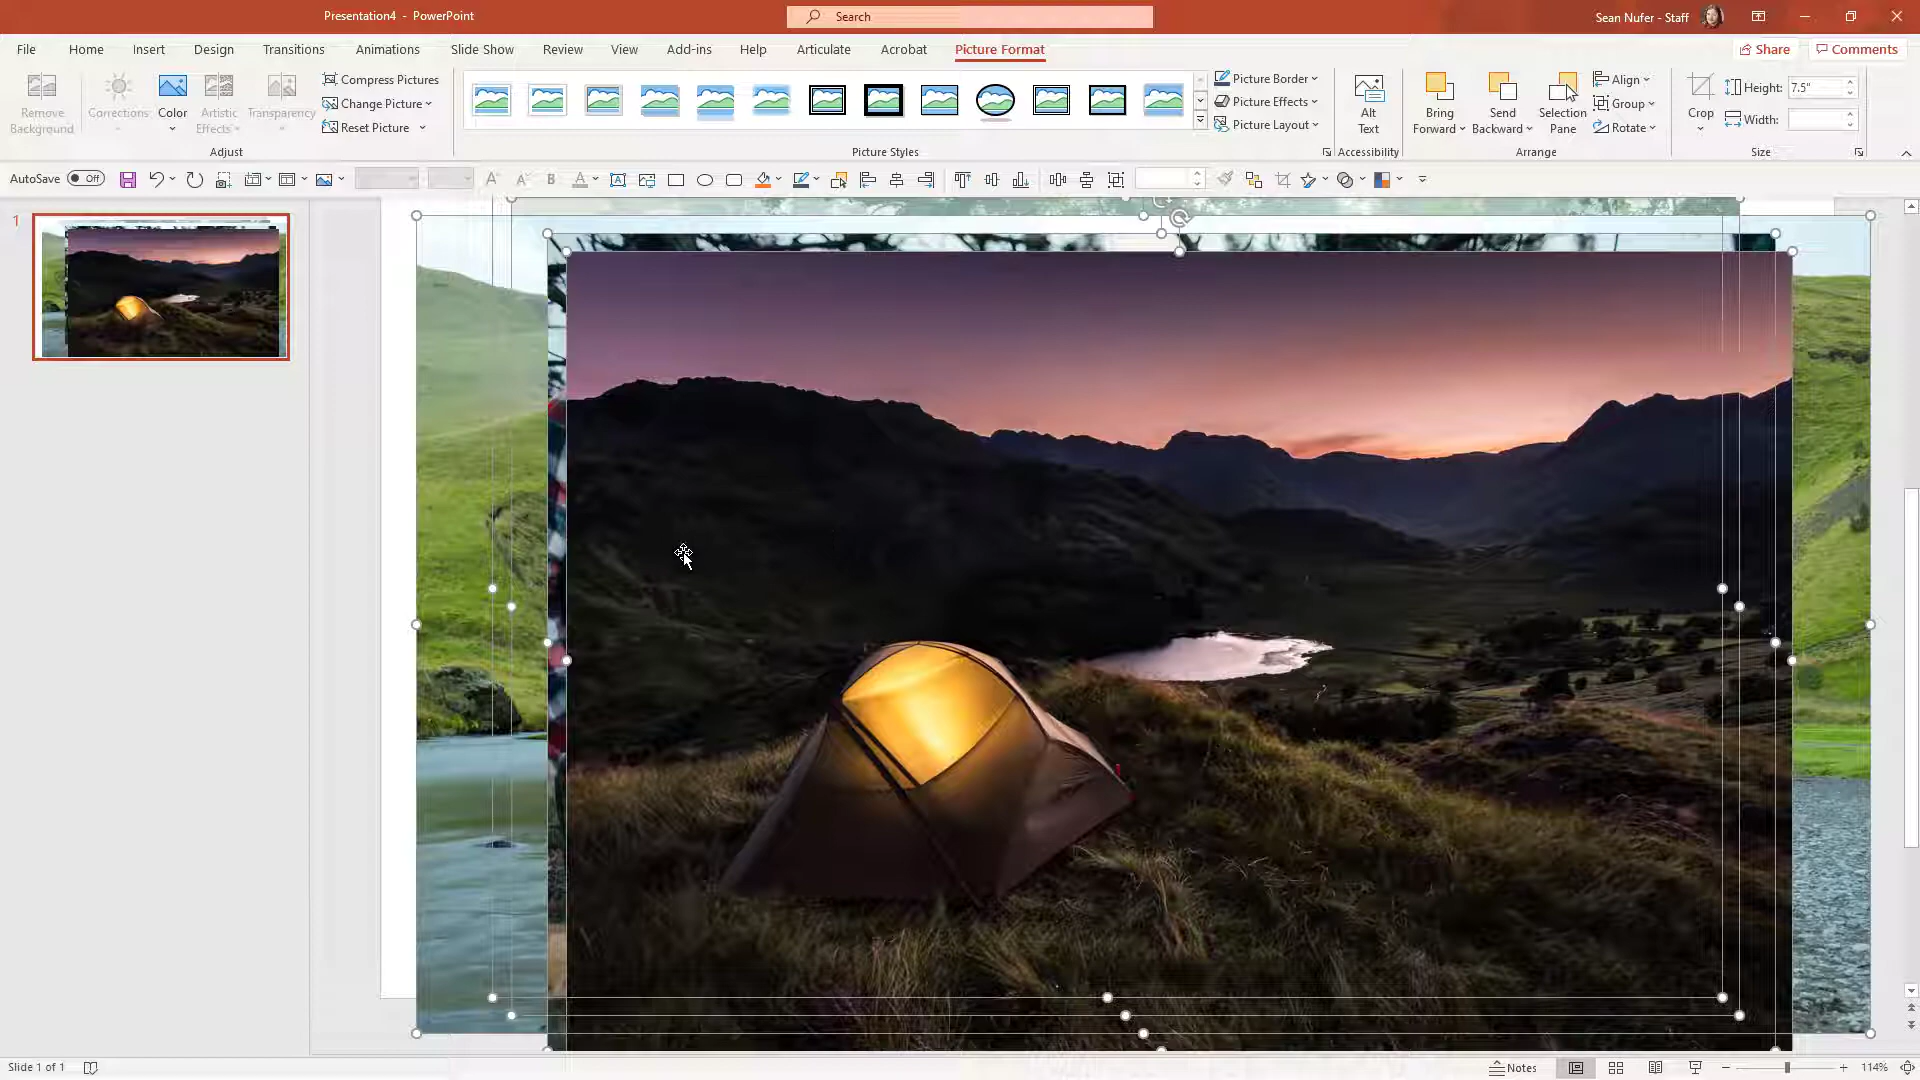 Presentation4 - PowerPoint
Search
Sean Nufer - Staff
File Home Insert Design Transitions Animations Slide Show Review View Add-ins Help Articulate Acrobat Picture Format
Share Comments
Remove Background
Corrections
Color
Artistic Effects
Transparency
Compress Pictures
Change Picture
Reset Picture
Adjust
Picture Styles
Picture Border
Picture Effects
Picture Layout
Alt Text
Accessibility
Bring Forward
Send Backward
Selection Pane
Align
Group
Rotate
Arrange
Crop
Height: 7.5"
Width:
Size
AutoSave Off
1
Slide 1 of 1
Notes
114%